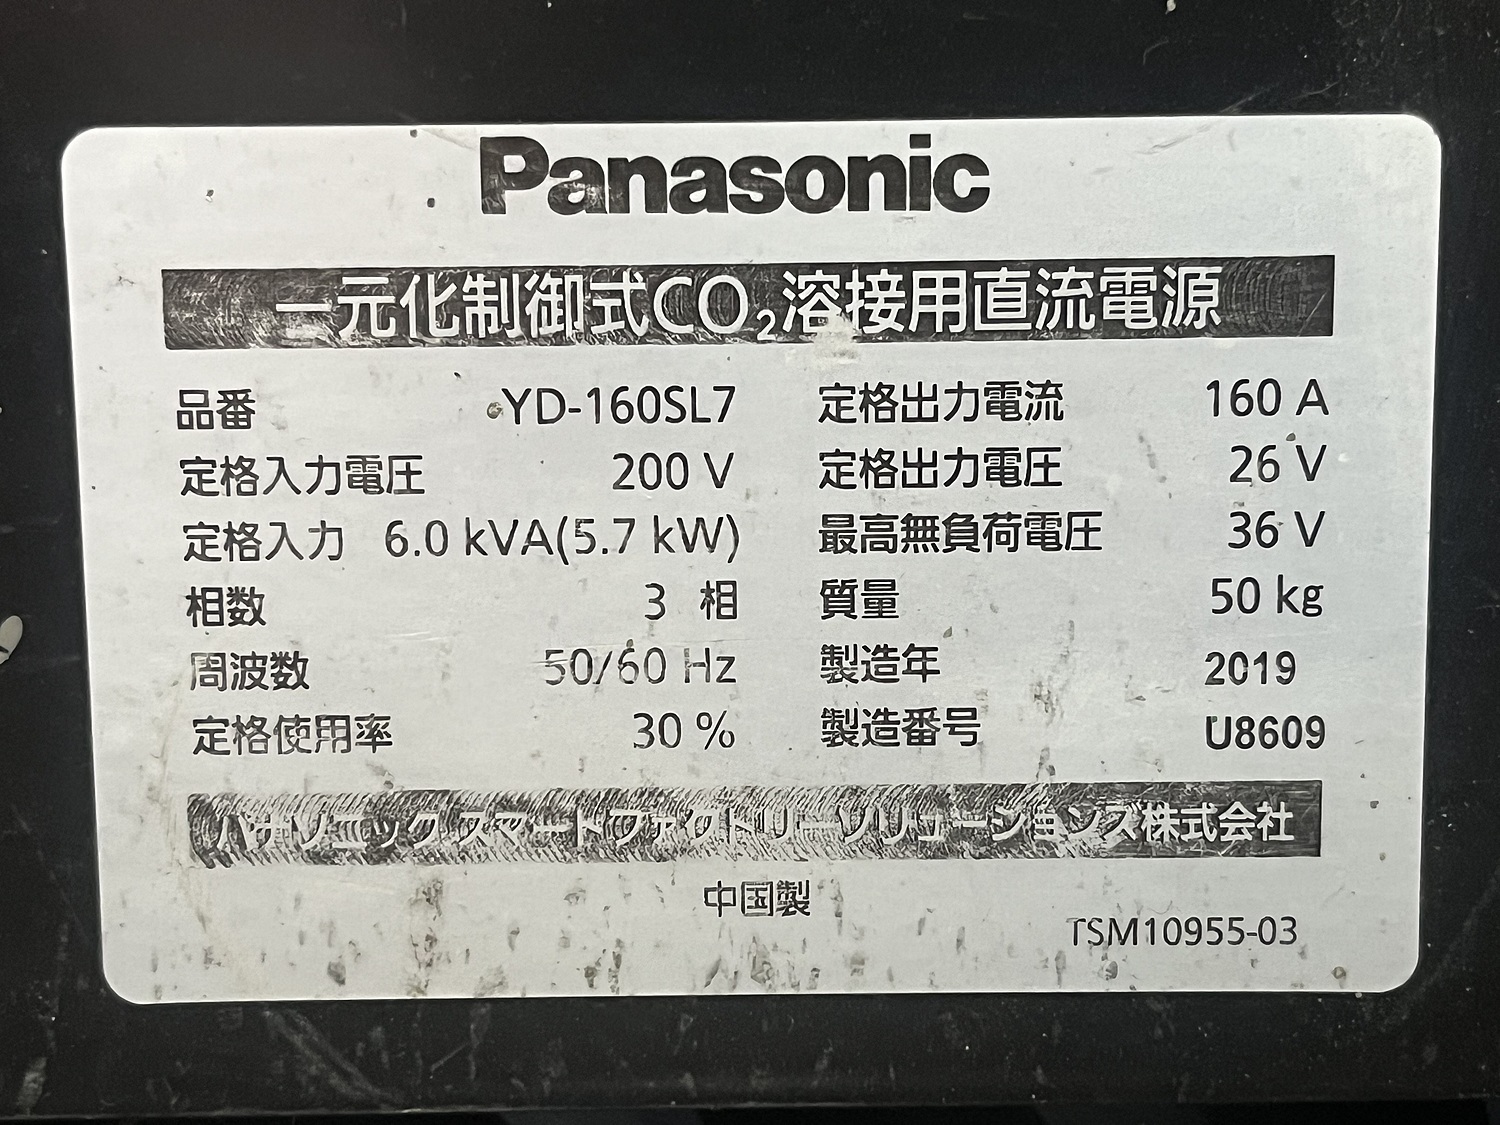 Panasonic
一元化制御式CO₂溶接用直流電源
品番 YD-160SL7 定格出力電流 160 A
定格入力電圧 200 V 定格出力電圧 26 V
定格入力 6.0 kVA(5.7 kW) 最高無負荷電圧 36 V
相数 3 相 質量 50 kg
周波数 50/60 Hz 製造年 2019
定格使用率 30 % 製造番号 U8609
パナソニック スマートファクトリーソリューションズ株式会社
中国製
TSM10955-03